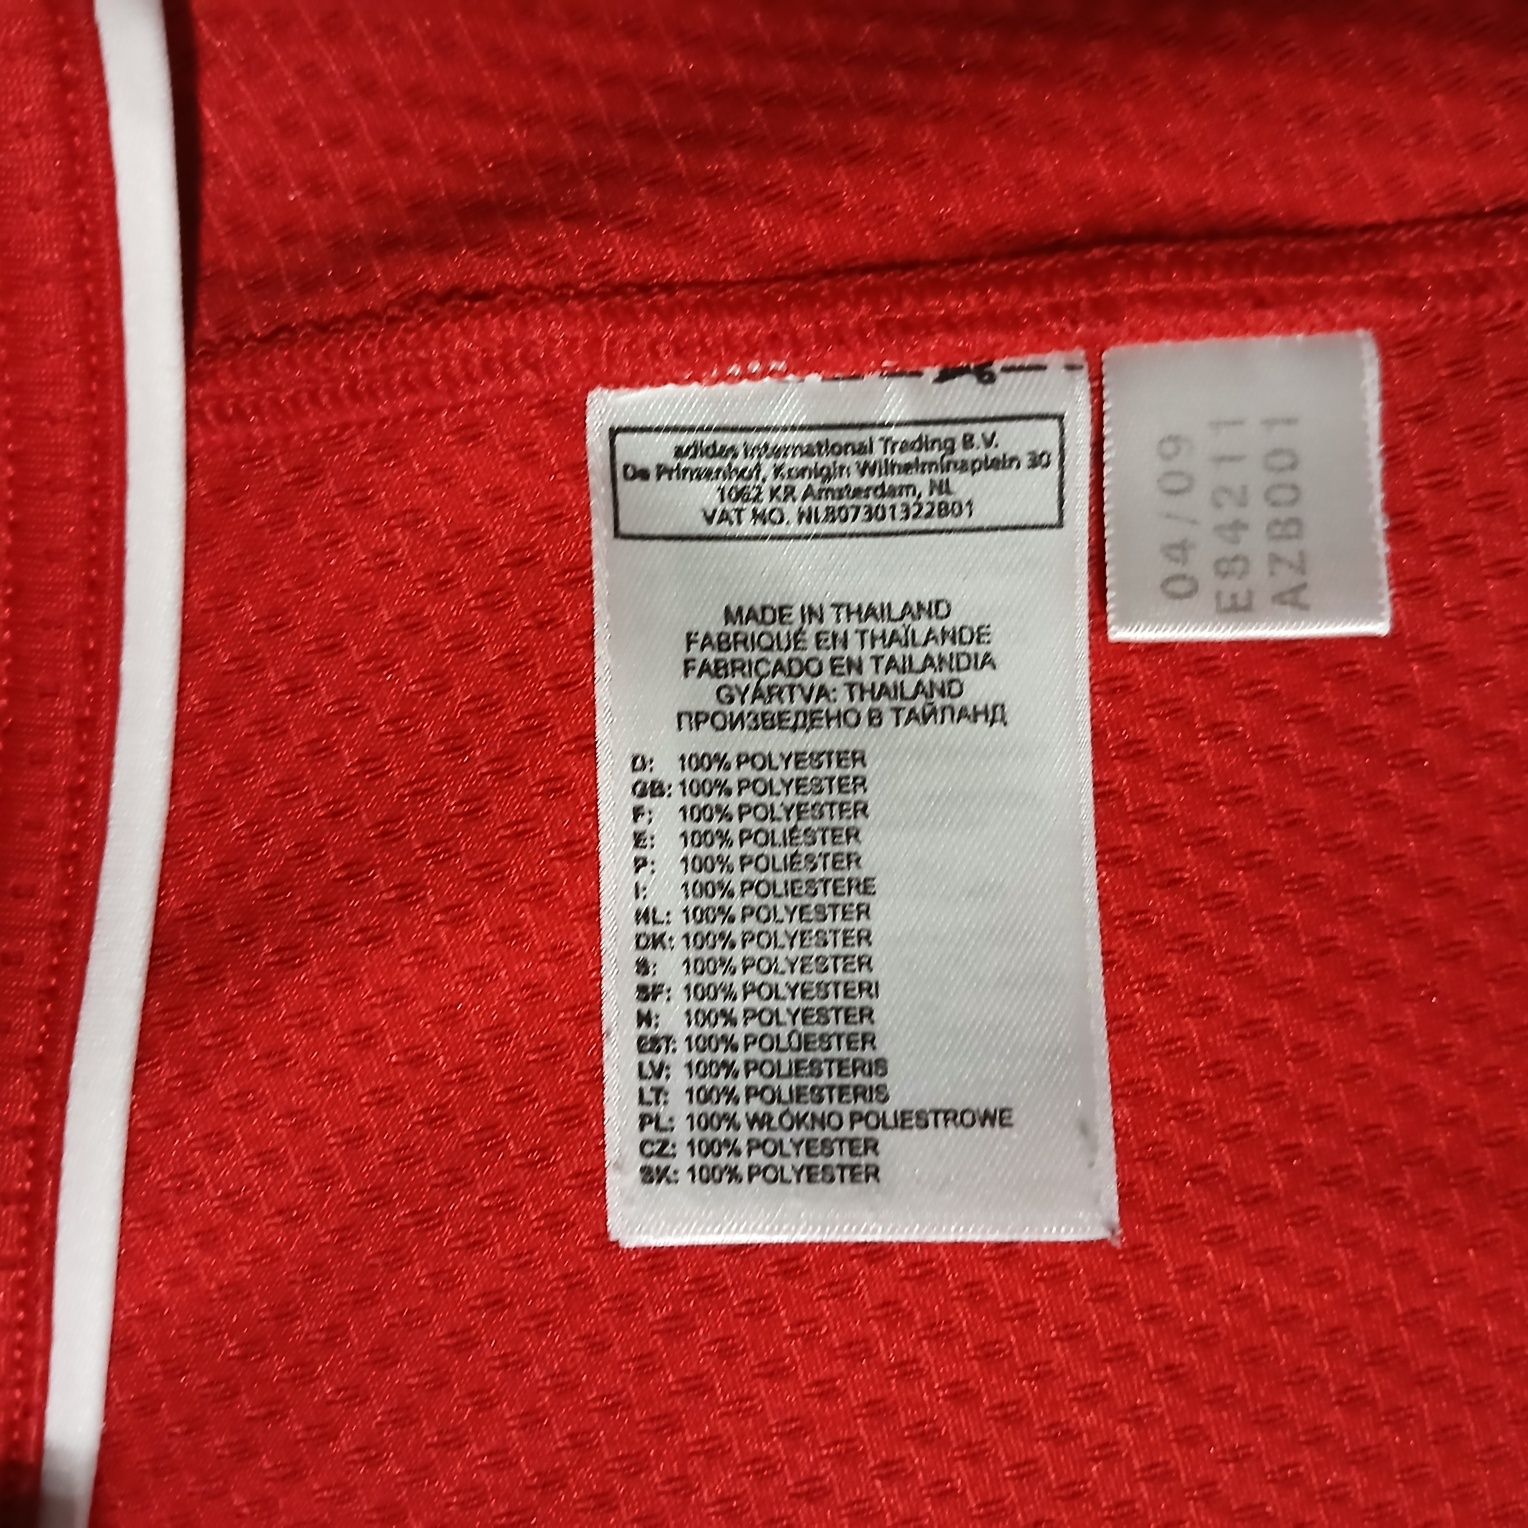 adidas International Trading B.V.
De Prinsenhof, Konigin Wilhelminaplein 30
1062 KR Amsterdam, NL
VAT NO. NL807301322B01
MADE IN THAILAND
FABRIQUÉ EN THAÏLANDE
FABRICADO EN TAILANDIA
GYÁRTVA: THAILAND
ПРОИЗВЕДЕНО В ТАЙЛАНД
D: 100% POLYESTER
GB: 100% POLYESTER
F: 100% POLYESTER
E: 100% POLIÉSTER
P: 100% POLIÉSTER
I: 100% POLIESTERE
NL: 100% POLYESTER
DK: 100% POLYESTER
S: 100% POLYESTER
SF: 100% POLYESTERI
N: 100% POLYESTER
EST: 100% POLÜESTER
LV: 100% POLIESTERIS
LT: 100% POLIESTERIS
PL: 100% WŁÓKNO POLIESTROWE
CZ: 100% POLYESTER
SK: 100% POLYESTER
04/09
E84211
AZB001